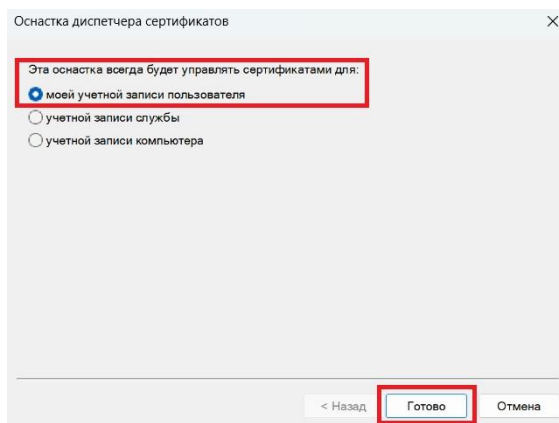 Оснастка диспетчера сертификатов
Эта оснастка всегда будет управлять сертификатами для:
моей учетной записи пользователя
учетной записи службы
учетной записи компьютера
< Назад Готово Отмена